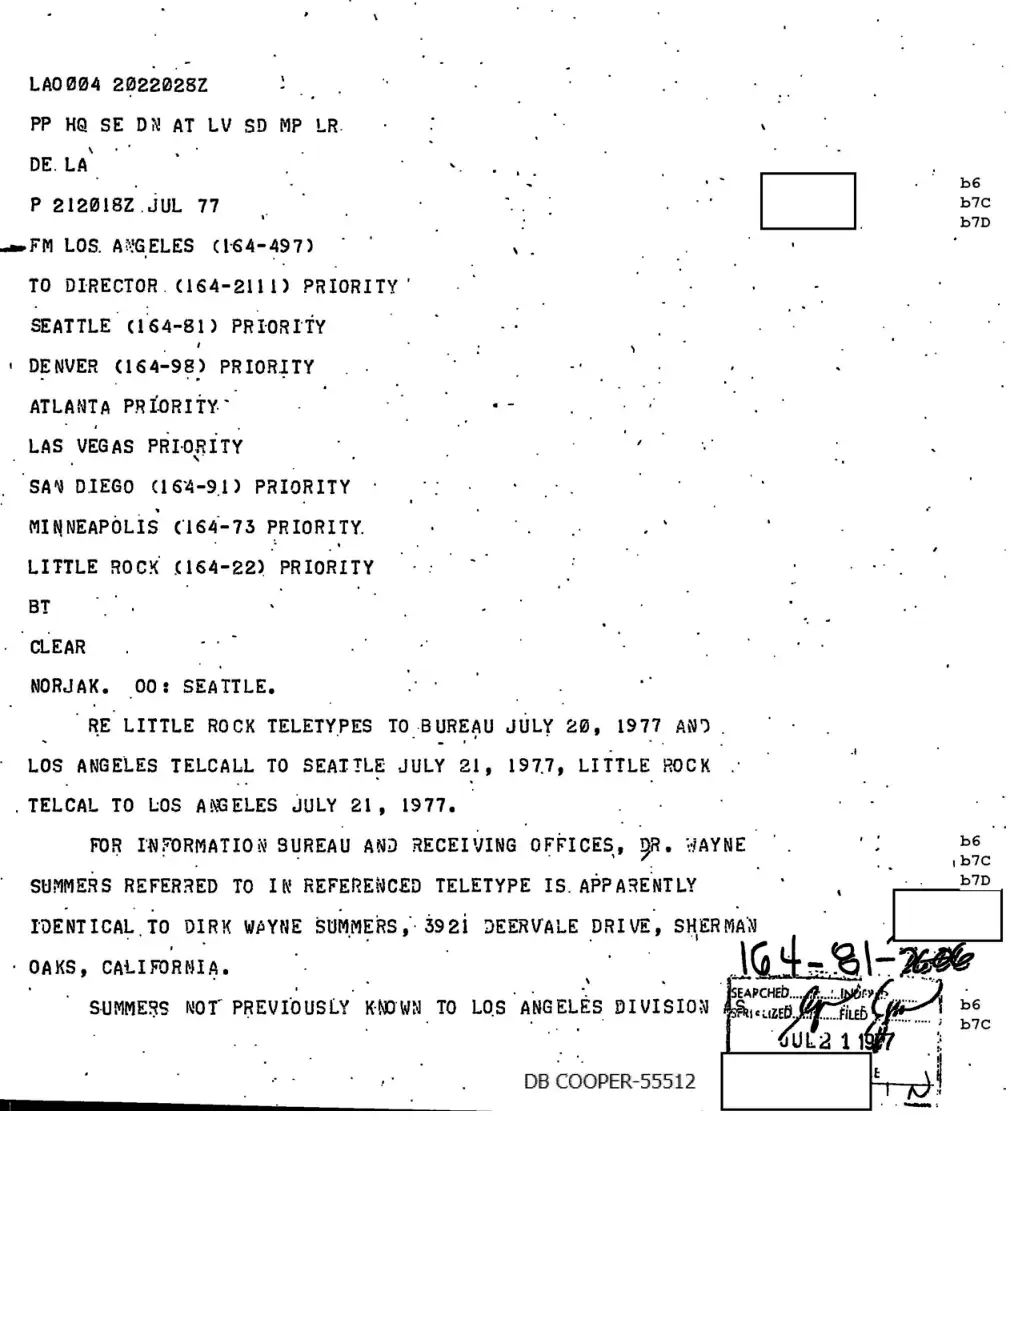 LAO004 2022028Z
PP HQ SE DN AT LV SD MP LR
DE LA
P 212018Z JUL 77
FM LOS ANGELES (164-497)
TO DIRECTOR (164-2111) PRIORITY
SEATTLE (164-81) PRIORITY
DENVER (164-98) PRIORITY
ATLANTA PRIORITY
LAS VEGAS PRIORITY
SAN DIEGO (164-91) PRIORITY
MINNEAPOLIS (164-73 PRIORITY.
LITTLE ROCK (164-22) PRIORITY
BT
CLEAR
NORJAK. OO: SEATTLE.
RE LITTLE ROCK TELETYPES TO BUREAU JULY 20, 1977 AND
LOS ANGELES TELCALL TO SEATTLE JULY 21, 1977, LITTLE ROCK
TELCAL TO LOS ANGELES JULY 21, 1977.
FOR INFORMATION BUREAU AND RECEIVING OFFICES, DR. WAYNE
SUMMERS REFERRED TO IN REFERENCED TELETYPE IS APPARENTLY
IDENTICAL TO DIRK WAYNE SUMMERS, 3921 DEERVALE DRIVE, SHERMAN
OAKS, CALIFORNIA.
SUMMERS NOT PREVIOUSLY KNOWN TO LOS ANGELES DIVISION AS
b6
b7C
b7D
b6
b7C
b7D
164-81-
SEARCHED INDEXED
SERIALIZED FILED
JUL 21 1977
b6
b7C
DB COOPER-55512